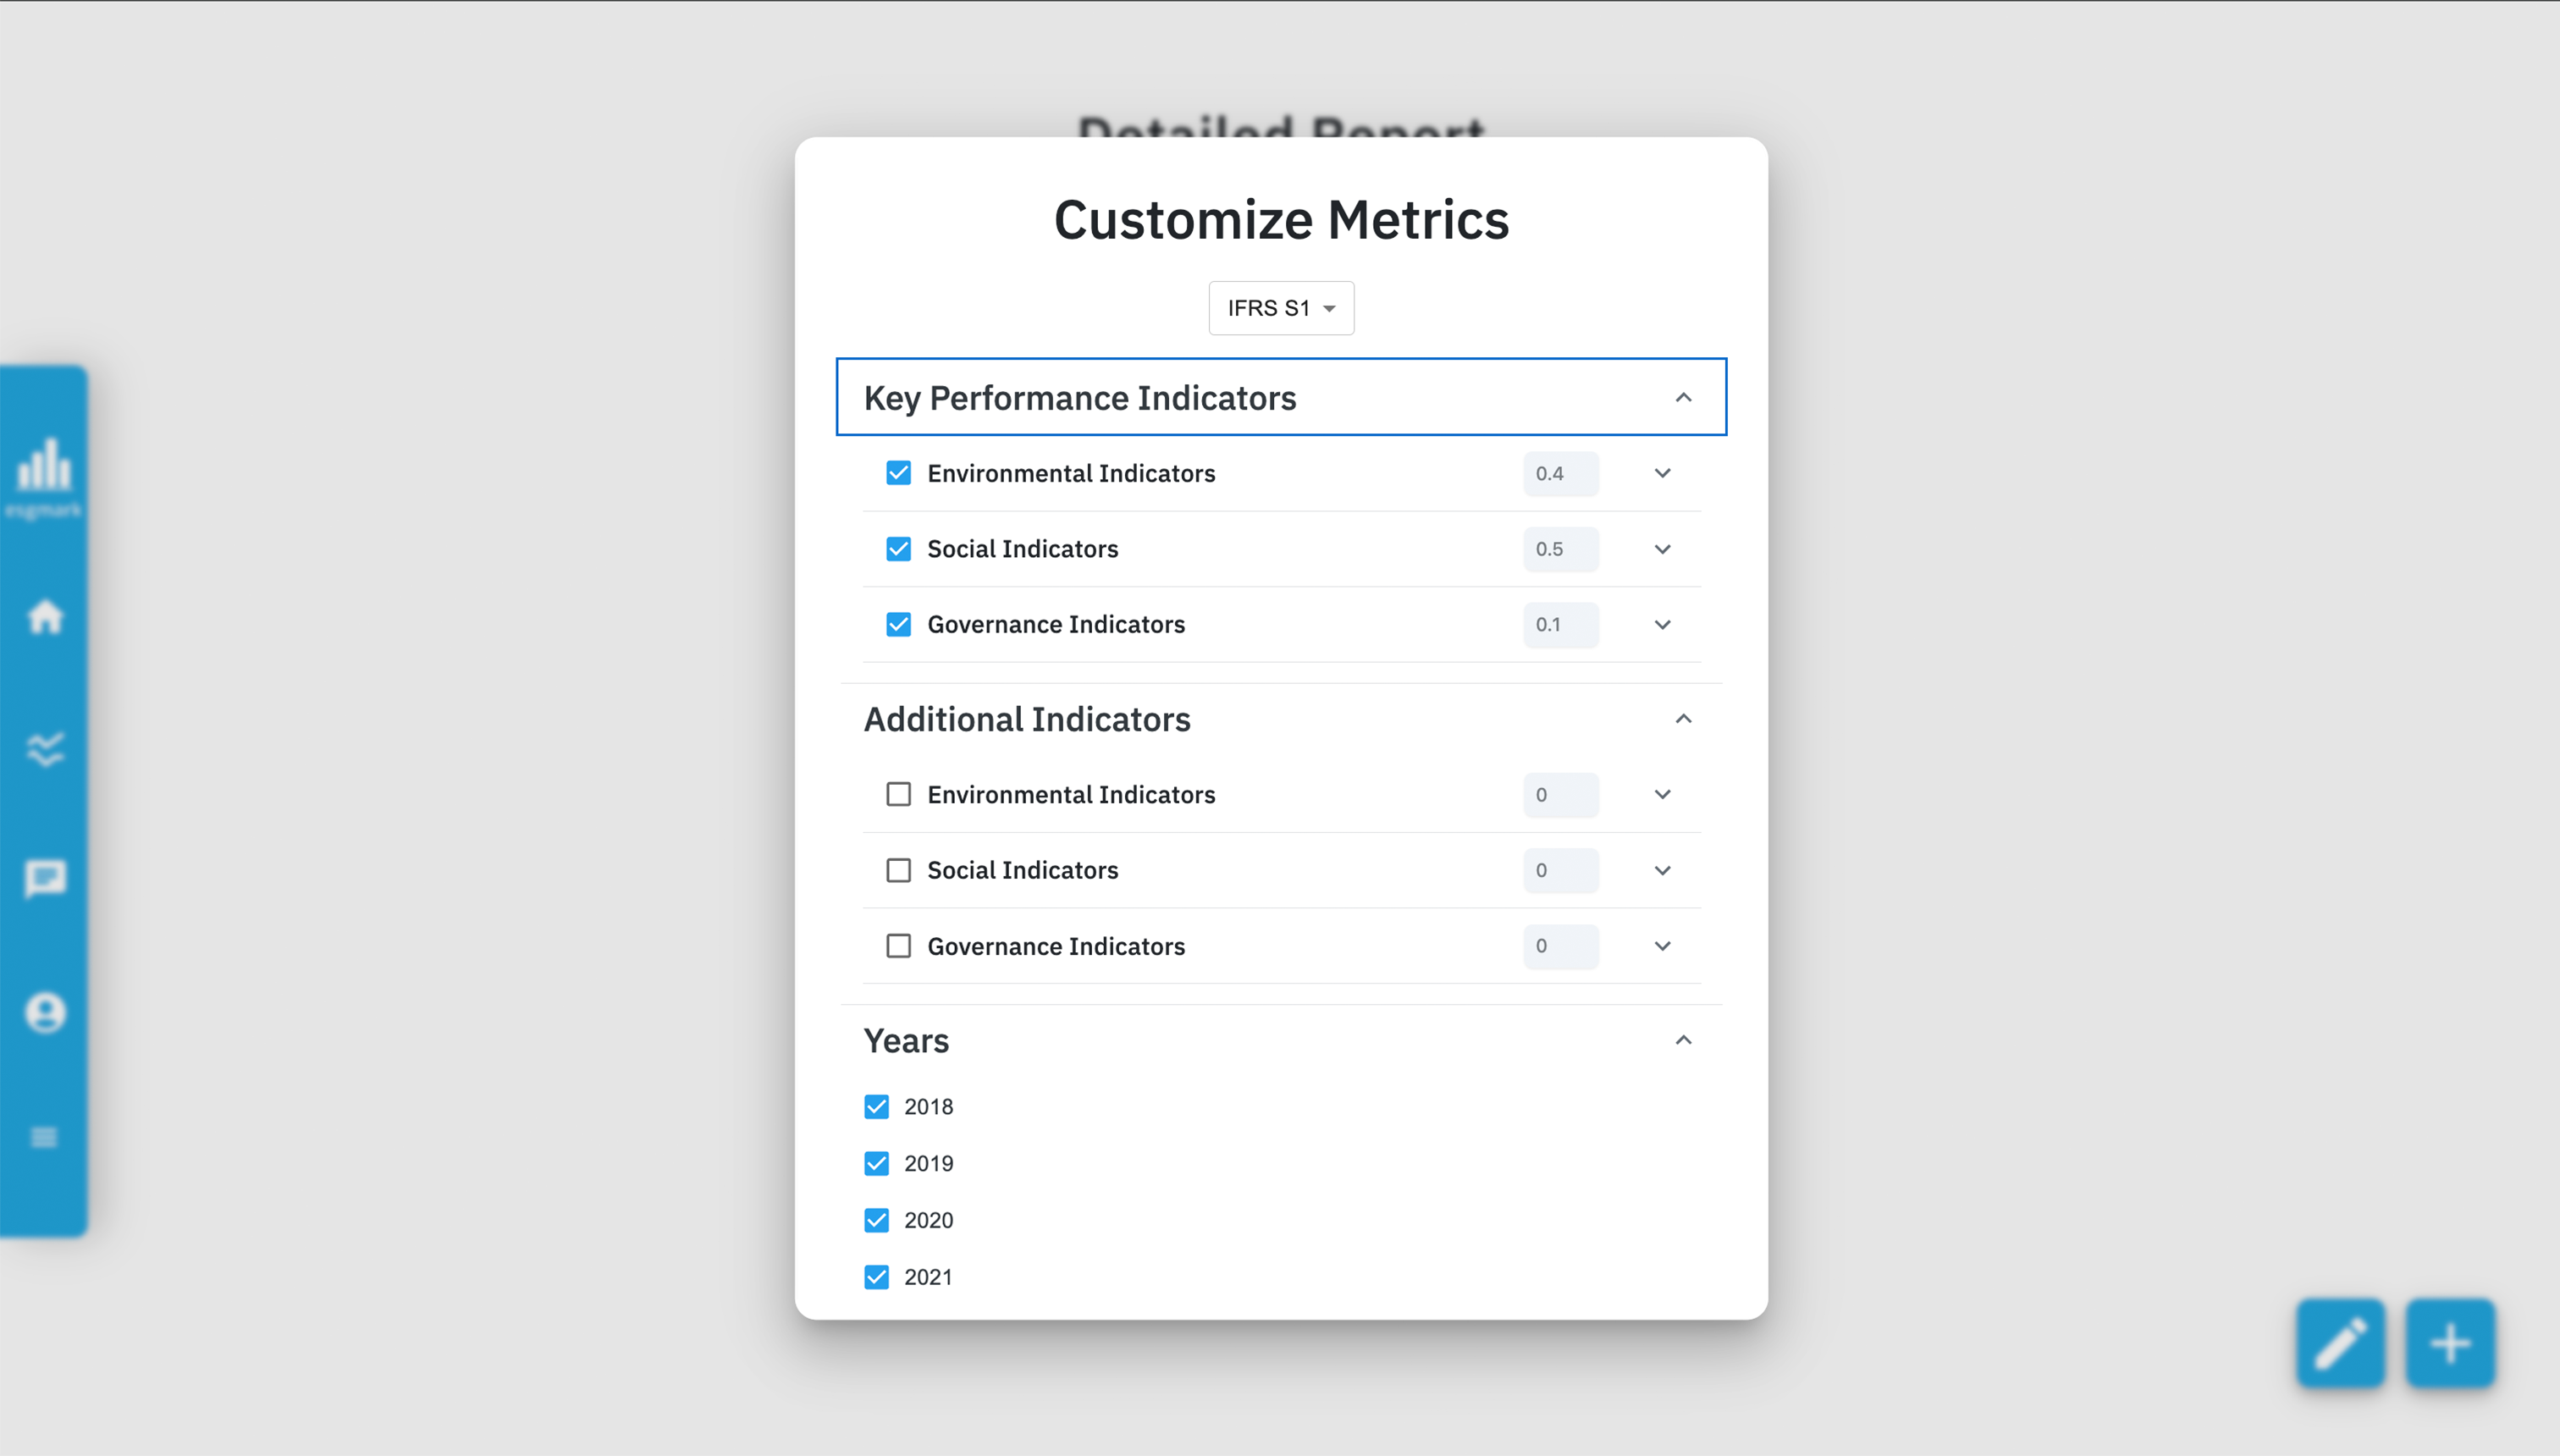 Detailed Report
Customize Metrics
IFRS S1
Key Performance Indicators
Environmental Indicators 0.4
Social Indicators 0.5
Governance Indicators 0.1
Additional Indicators
Environmental Indicators 0
Social Indicators 0
Governance Indicators 0
Years
2018
2019
2020
2021
esgmark